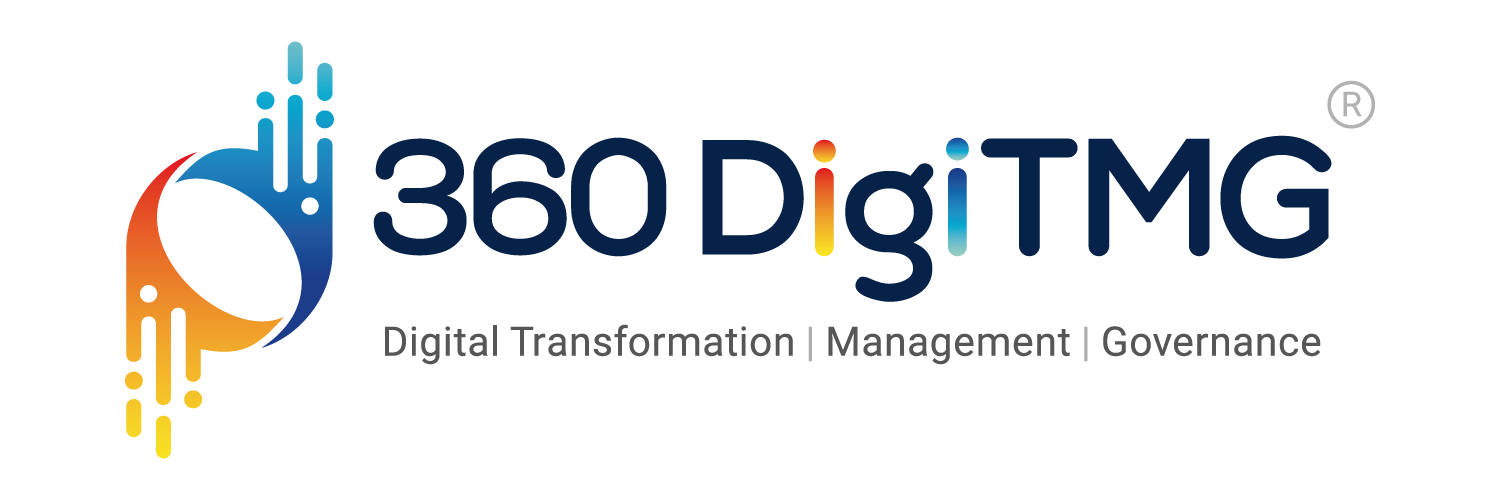 360 DigiTMG ®
Digital Transformation | Management | Governance